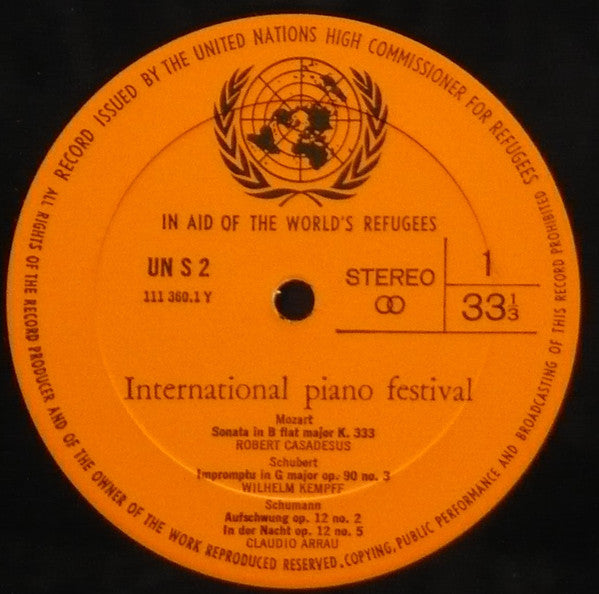 RECORD ISSUED BY THE UNITED NATIONS HIGH COMMISSIONER FOR REFUGEES
ALL RIGHTS OF THE RECORD PRODUCER AND OF THE OWNER OF THE WORK REPRODUCED RESERVED. COPYING, PUBLIC PERFORMANCE AND BROADCASTING OF THIS RECORD PROHIBITED
IN AID OF THE WORLD'S REFUGEES
UN S 2
111 360.1 Y
STEREO
1
33 1/3
International piano festival
Mozart
Sonata in B flat major K. 333
ROBERT CASADESUS
Schubert
Impromptu in G major op. 90 no. 3
WILHELM KEMPFF
Schumann
Aufschwung op. 12 no. 2
In der Nacht op. 12 no. 5
CLAUDIO ARRAU